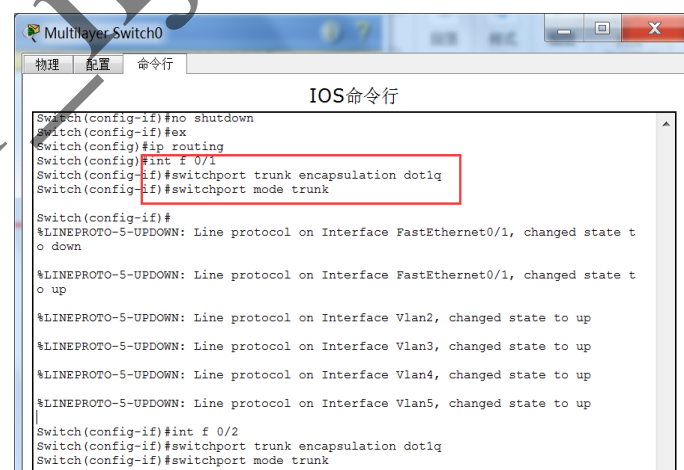 Multilayer Switch0
物理 配置 命令行
IOS命令行
Switch(config-if)#no shutdown
Switch(config-if)#ex
Switch(config)#ip routing
Switch(config)#int f 0/1
Switch(config-if)#switchport trunk encapsulation dot1q
Switch(config-if)#switchport mode trunk
Switch(config-if)#
%LINEPROTO-5-UPDOWN: Line protocol on Interface FastEthernet0/1, changed state t
o down
%LINEPROTO-5-UPDOWN: Line protocol on Interface FastEthernet0/1, changed state t
o up
%LINEPROTO-5-UPDOWN: Line protocol on Interface Vlan2, changed state to up
%LINEPROTO-5-UPDOWN: Line protocol on Interface Vlan3, changed state to up
%LINEPROTO-5-UPDOWN: Line protocol on Interface Vlan4, changed state to up
%LINEPROTO-5-UPDOWN: Line protocol on Interface Vlan5, changed state to up
Switch(config-if)#int f 0/2
Switch(config-if)#switchport trunk encapsulation dot1q
Switch(config-if)#switchport mode trunk